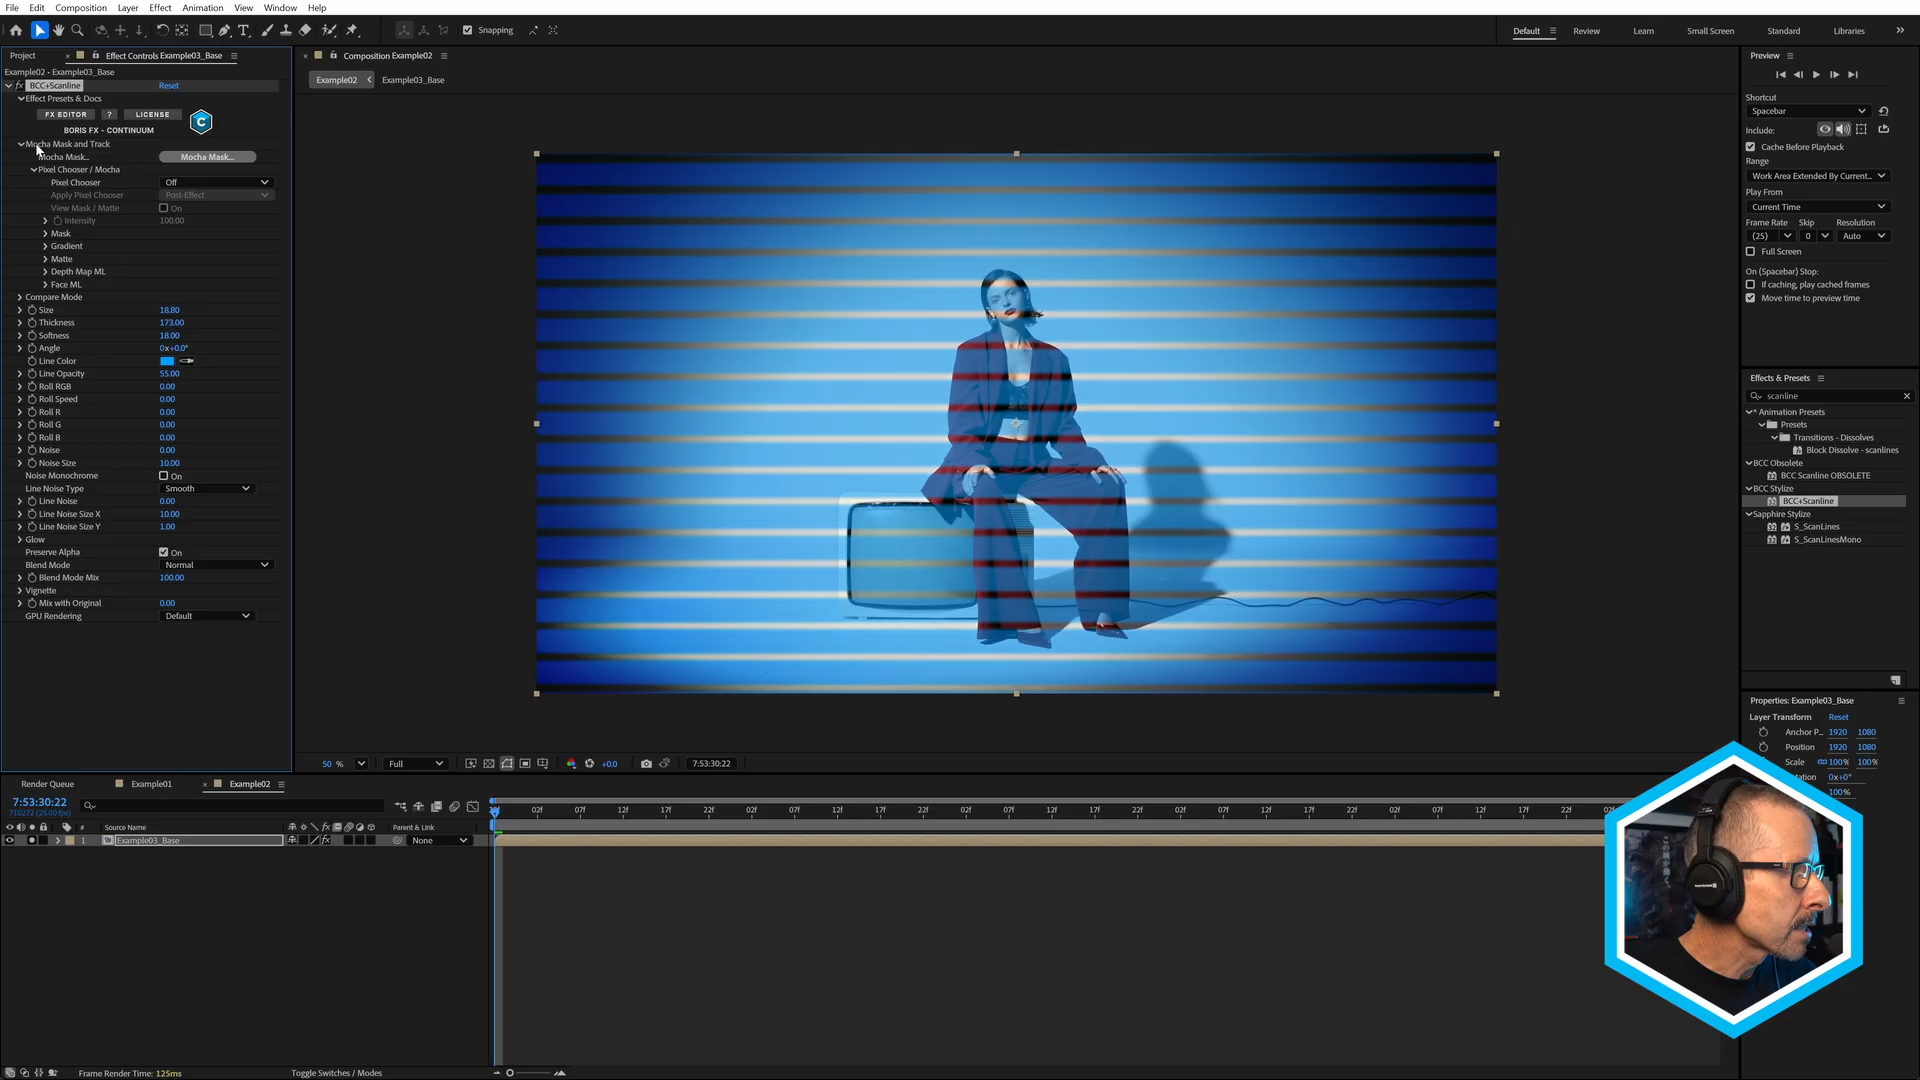 File Edit Composition Layer Effect Animation View Window Help
Snapping
Default Review Learn Small Screen Standard Libraries
Project Effect Controls Example03_Base
Example02 - Example03_Base
fx BCC+Scanline Reset
Effect Presets & Docs
FX EDITOR ? LICENSE
BORIS FX - CONTINUUM
Mocha Mask and Track
Mocha Mask... Mocha Mask...
Pixel Chooser / Mocha
Pixel Chooser Off
Apply Pixel Chooser Post-Effect
View Mask / Matte On
Intensity 100.00
Mask
Gradient
Matte
Depth Map ML
Face ML
Compare Mode
Size 18.80
Thickness 173.00
Softness 18.00
Angle 0x+0.0°
Line Color
Line Opacity 55.00
Roll RGB 0.00
Roll Speed 0.00
Roll R 0.00
Roll G 0.00
Roll B 0.00
Noise 0.00
Noise Size 10.00
Noise Monochrome On
Line Noise Type Smooth
Line Noise 0.00
Line Noise Size X 10.00
Line Noise Size Y 1.00
Glow
Preserve Alpha On
Blend Mode Normal
Blend Mode Mix 100.00
Vignette
Mix with Original 0.00
GPU Rendering Default
Composition Example02
Example02 Example03_Base
50 % Full +0.0 7:53:30:22
Preview
Shortcut
Spacebar
Include:
Cache Before Playback
Range
Work Area Extended By Current...
Play From
Current Time
Frame Rate Skip Resolution
(25) 0 Auto
Full Screen
On (Spacebar) Stop:
If caching, play cached frames
Move time to preview time
Effects & Presets
scanline
* Animation Presets
Presets
Transitions - Dissolves
Block Dissolve - scanlines
BCC Obsolete
BCC Scanline OBSOLETE
BCC Stylize
BCC+Scanline
Sapphire Stylize
S_ScanLines
S_ScanLinesMono
Properties: Example03_Base
Layer Transform Reset
Anchor P... 1920 1080
Position 1920 1080
Scale 100% 100%
0x+0°
100%
Render Queue Example01 Example02
7:53:30:22
710273 (25.00 fps)
02f 07f 12f 17f 22f 02f 07f 12f 17f 22f 02f 07f 12f 17f 22f 02f 07f 12f 17f 22f 02f 07f 12f 17f 22f
# Source Name Parent & Link
1 Example03_Base None
Frame Render Time: 125ms Toggle Switches / Modes